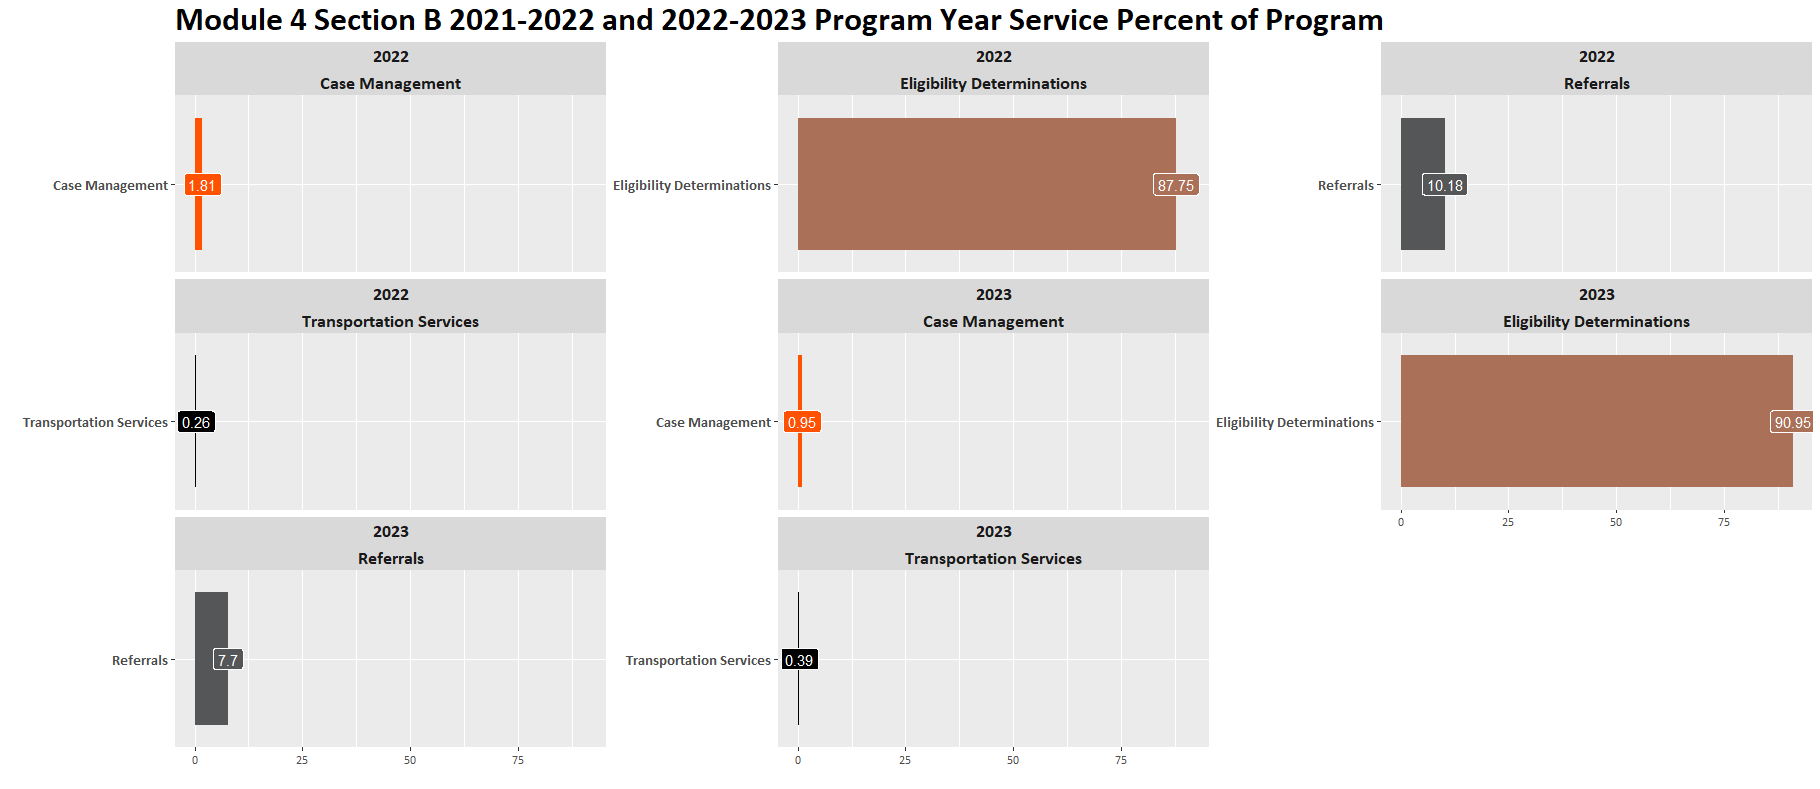 Module 4 Section B 2021-2022 and 2022-2023 Program Year Service Percent of Program
2022
Case Management
Case Management
1.81
2022
Eligibility Determinations
Eligibility Determinations
87.75
2022
Referrals
Referrals
10.18
2022
Transportation Services
Transportation Services
0.26
2023
Case Management
Case Management
0.95
2023
Eligibility Determinations
Eligibility Determinations
90.95
0 25 50 75
2023
Referrals
Referrals
7.7
0 25 50 75
2023
Transportation Services
Transportation Services
0.39
0 25 50 75